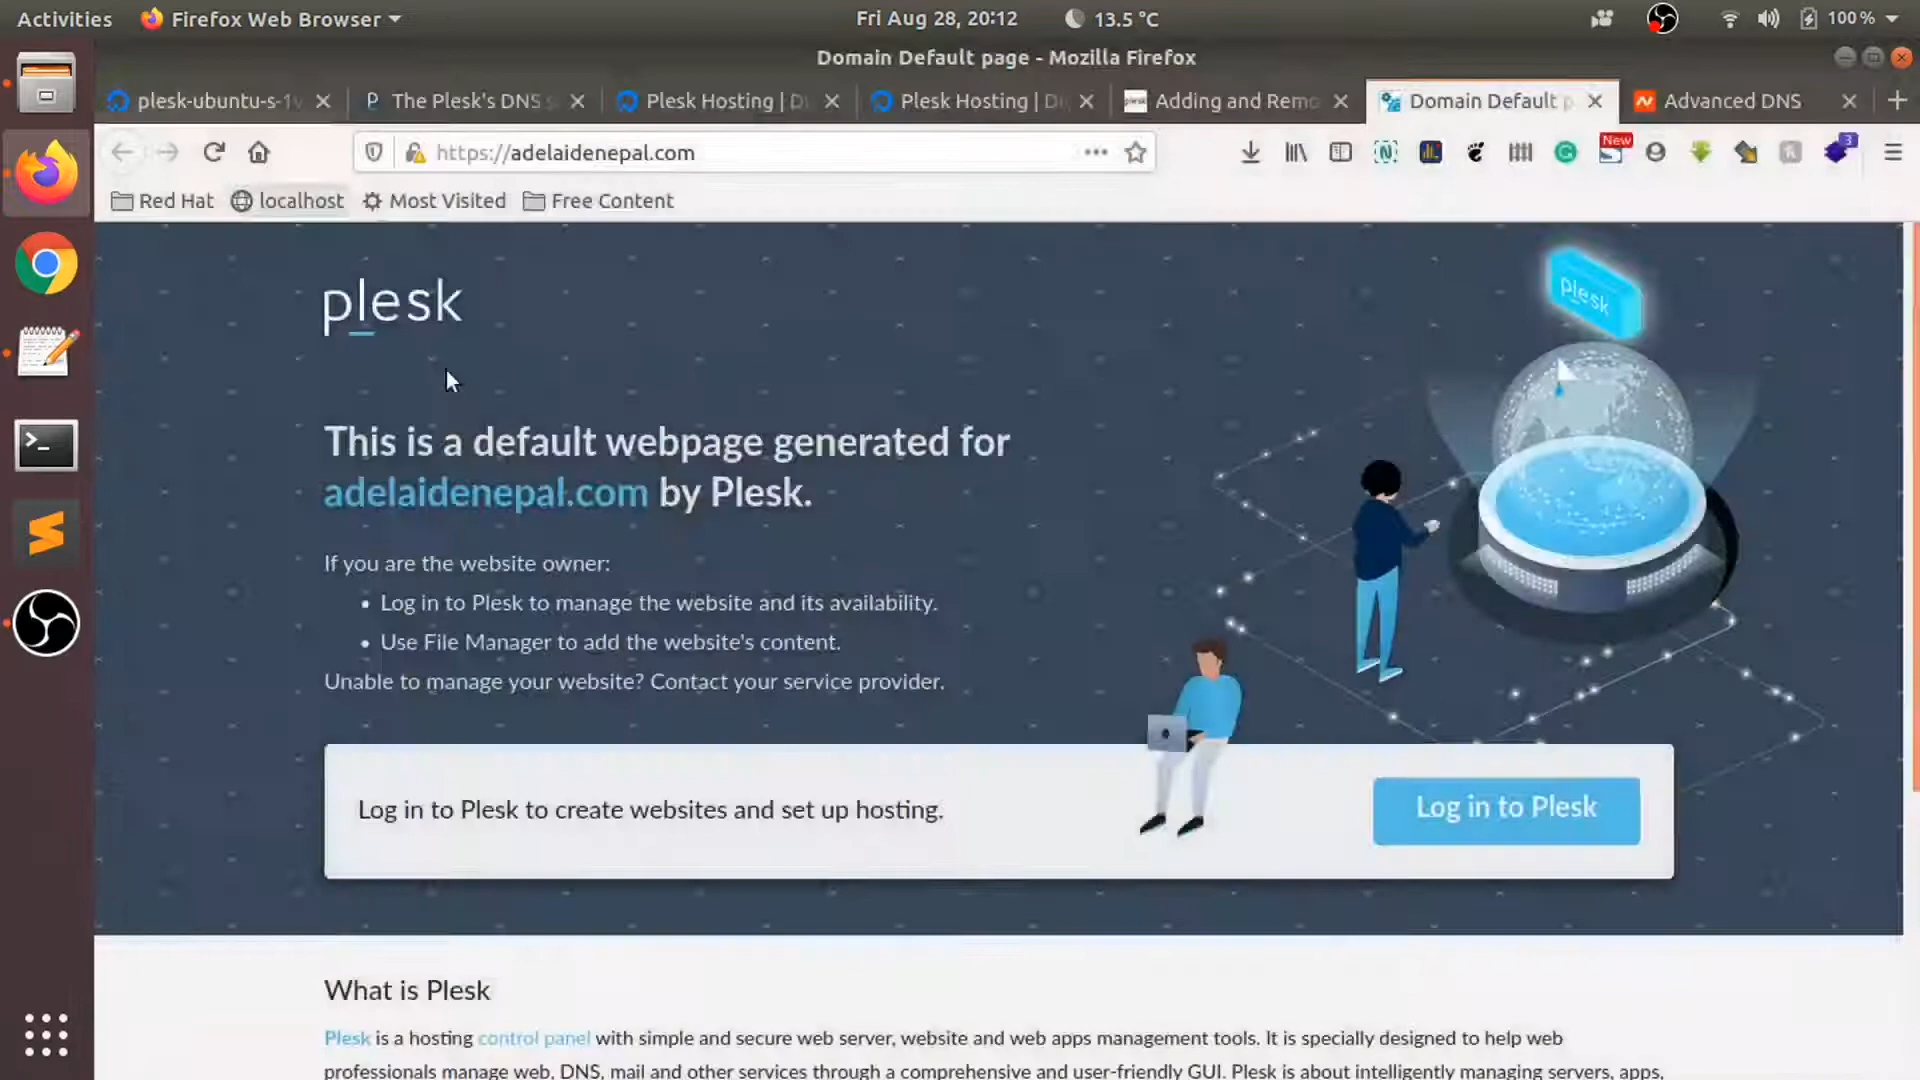 Activities Firefox Web Browser Fri Aug 28, 20:12 13.5 °C 100 %
Domain Default page - Mozilla Firefox
plesk-ubuntu-s-1v The Plesk's DNS Plesk Hosting | Di Plesk Hosting | Di Adding and Remo Domain Default p Advanced DNS
https://adelaidenepal.com New 3
Red Hat localhost Most Visited Free Content
plesk
plesk
This is a default webpage generated for
adelaidenepal.com by Plesk.
If you are the website owner:
• Log in to Plesk to manage the website and its availability.
• Use File Manager to add the website's content.
Unable to manage your website? Contact your service provider.
Log in to Plesk to create websites and set up hosting. Log in to Plesk
What is Plesk
Plesk is a hosting control panel with simple and secure web server, website and web apps management tools. It is specially designed to help web
professionals manage web, DNS, mail and other services through a comprehensive and user-friendly GUI. Plesk is about intelligently managing servers, apps,